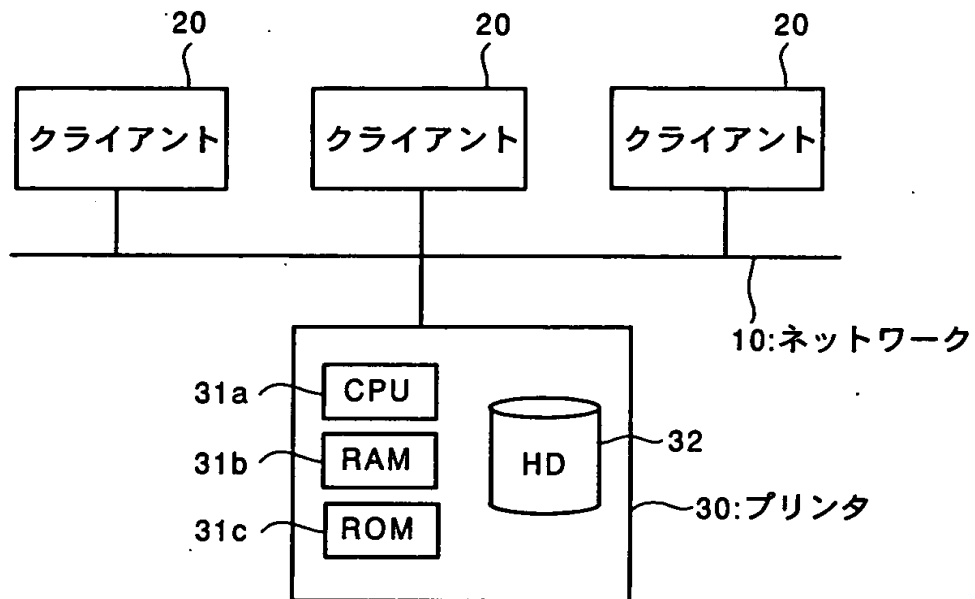 20 20 20
クライアント クライアント クライアント
10:ネットワーク
31a CPU
31b RAM
31c ROM
HD
32
30:プリンタ